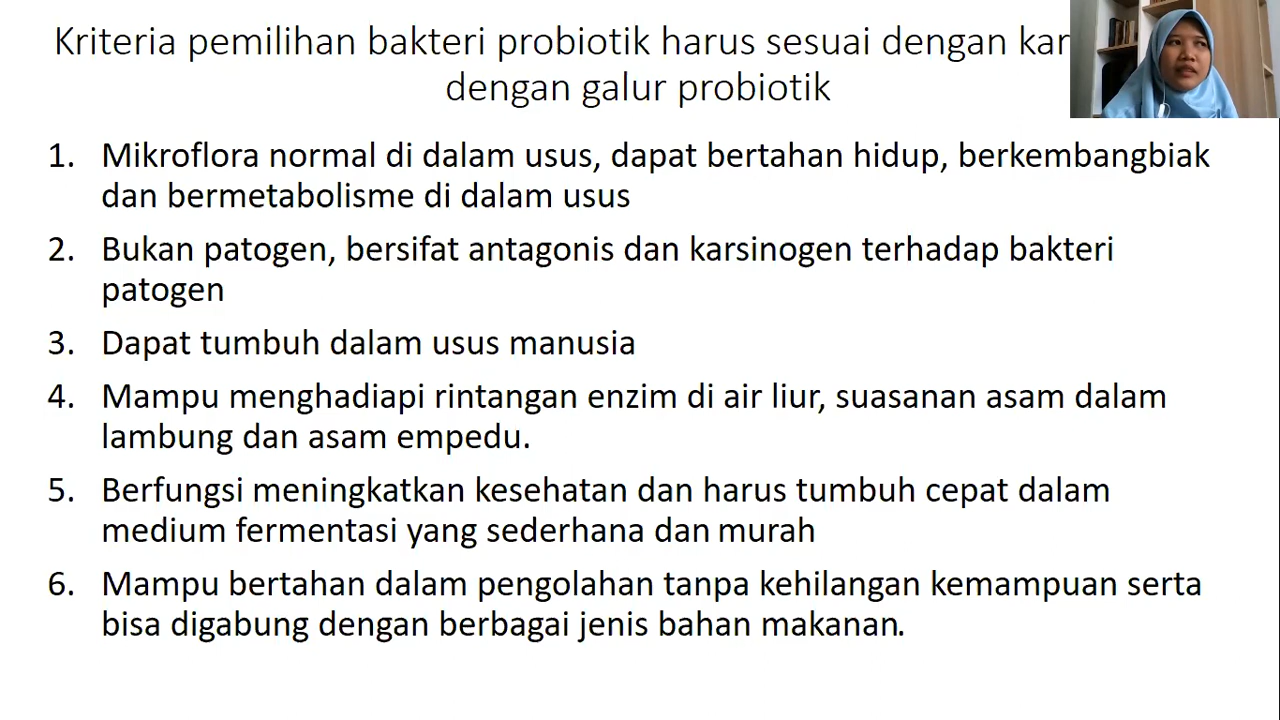 Kriteria pemilihan bakteri probiotik harus sesuai dengan kar
dengan galur probiotik
1. Mikroflora normal di dalam usus, dapat bertahan hidup, berkembangbiak
dan bermetabolisme di dalam usus
2. Bukan patogen, bersifat antagonis dan karsinogen terhadap bakteri
patogen
3. Dapat tumbuh dalam usus manusia
4. Mampu menghadiapi rintangan enzim di air liur, suasanan asam dalam
lambung dan asam empedu.
5. Berfungsi meningkatkan kesehatan dan harus tumbuh cepat dalam
medium fermentasi yang sederhana dan murah
6. Mampu bertahan dalam pengolahan tanpa kehilangan kemampuan serta
bisa digabung dengan berbagai jenis bahan makanan.